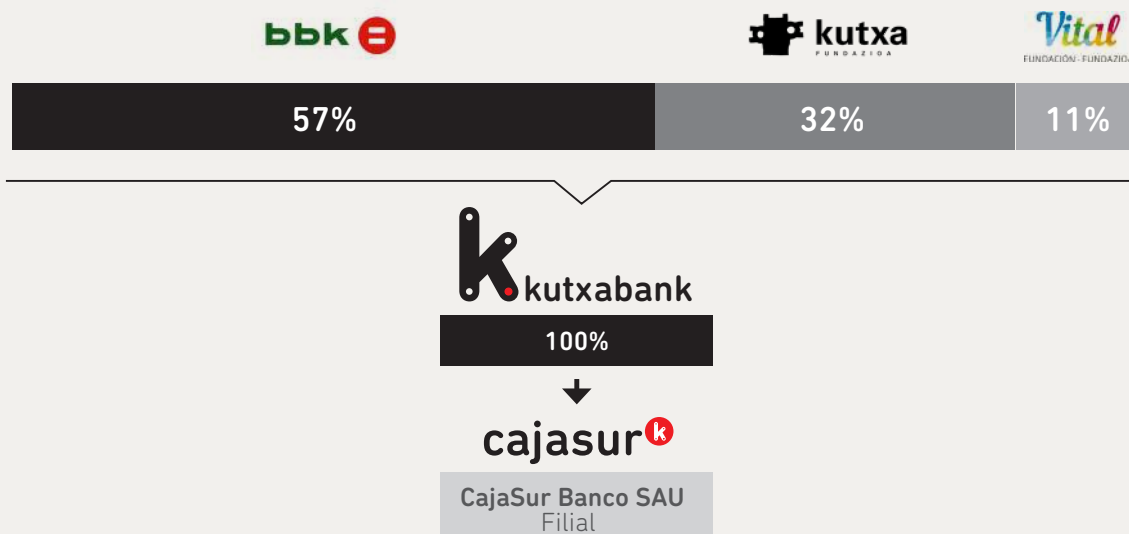 bbk
kutxa
FUNDAZIOA
Vital
FUNDACIÓN - FUNDAZIOA
57%
32%
11%
k
kutxabank
100%
cajasur k
CajaSur Banco SAU
Filial